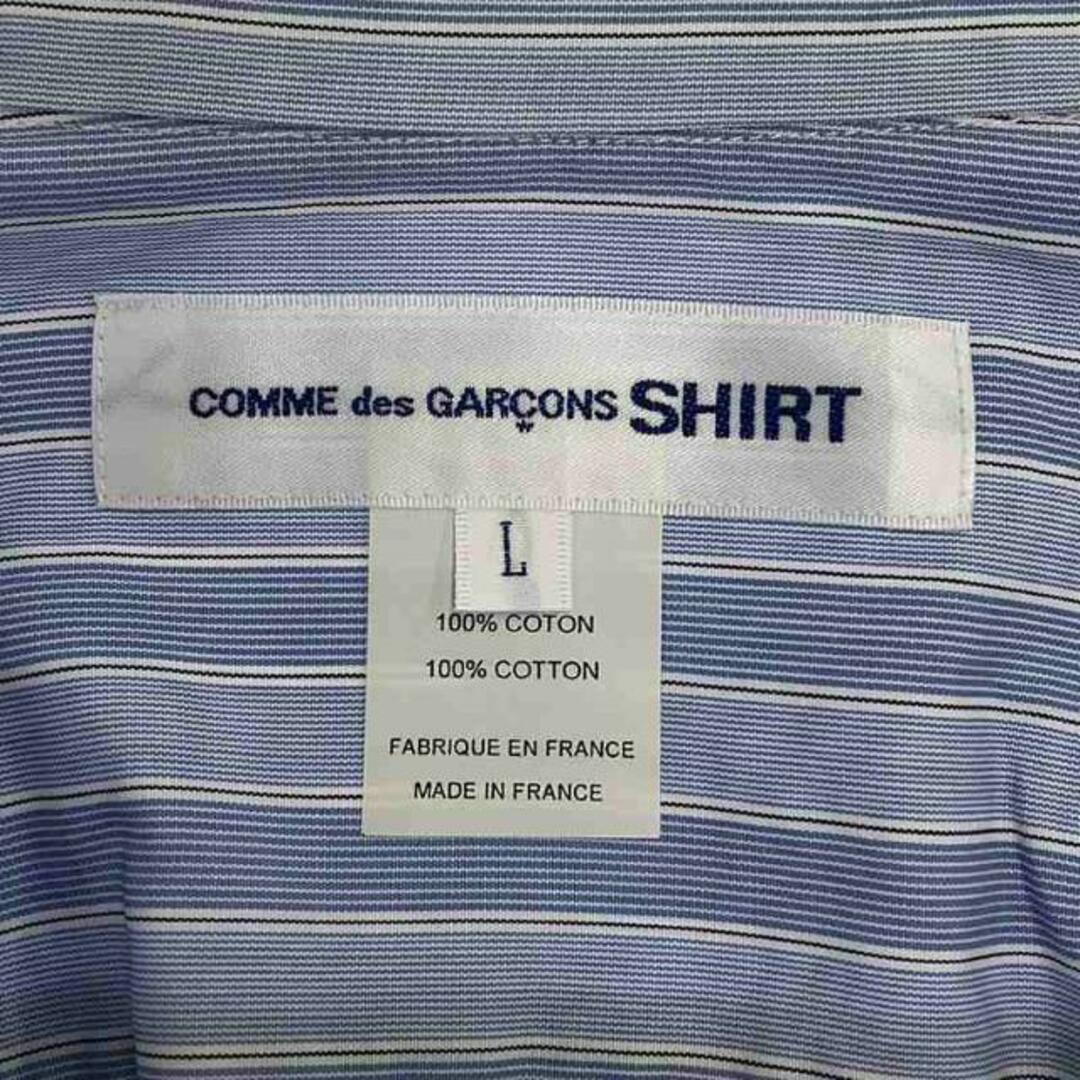 COMME des GARÇONS SHIRT
L
100% COTON
100% COTTON
FABRIQUE EN FRANCE
MADE IN FRANCE